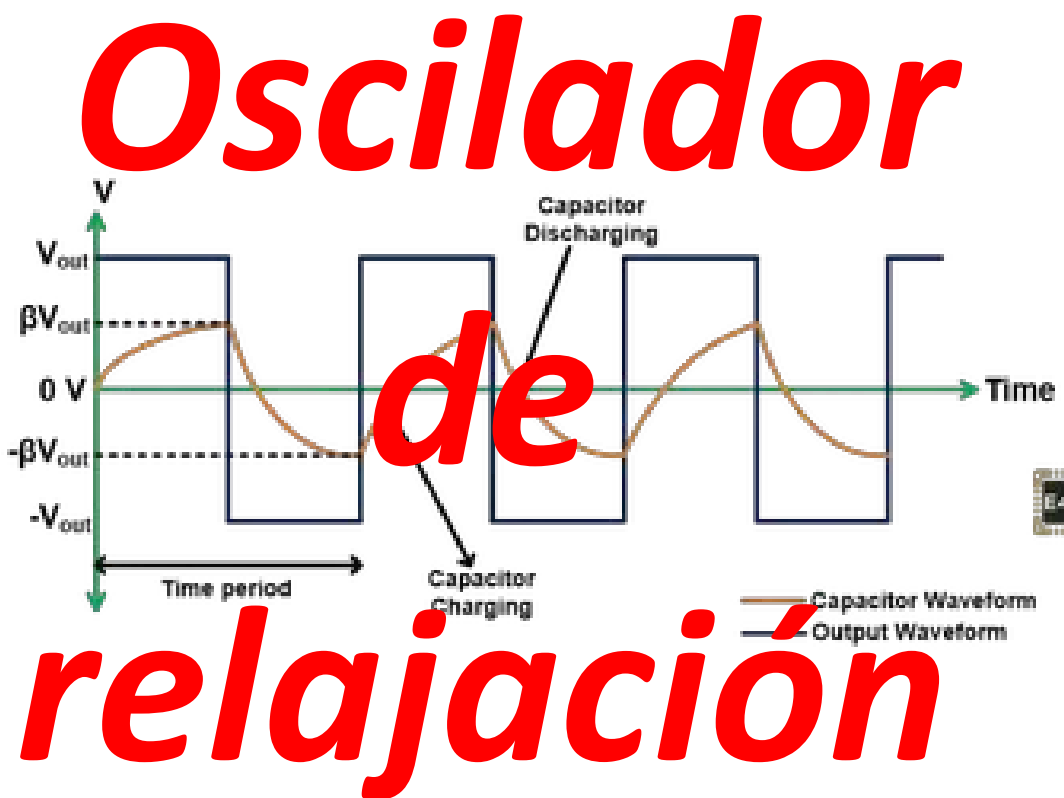 Oscilador
V
Capacitor
Discharging
Vout
βVout
de
0 V
Time
-βVout
-Vout
Time period
Capacitor
Charging
Capacitor Waveform
Output Waveform
relajación